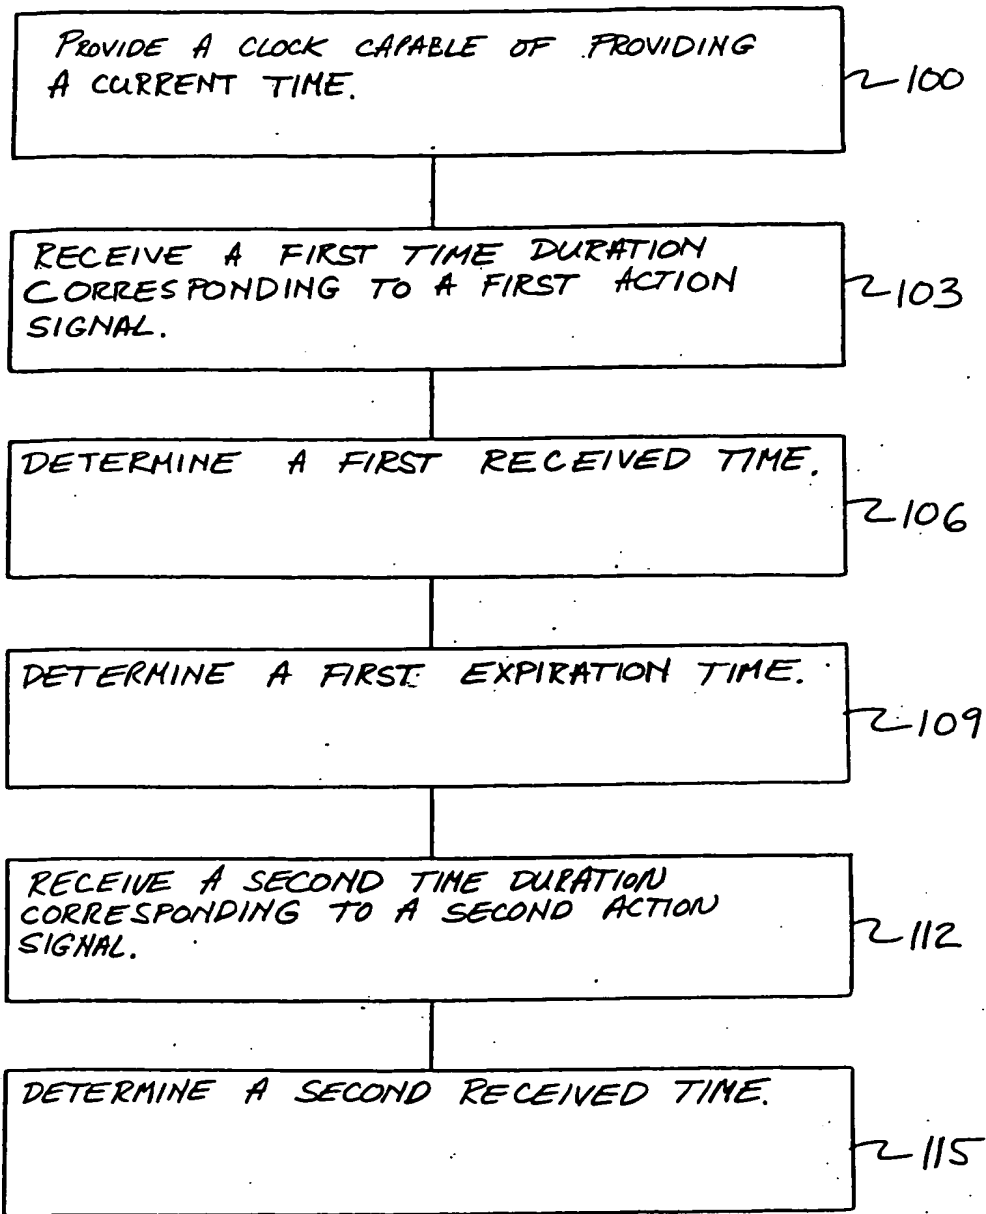 PROVIDE A CLOCK CAPABLE OF PROVIDING
A CURRENT TIME.
100
RECEIVE A FIRST TIME DURATION
CORRESPONDING TO A FIRST ACTION
SIGNAL.
103
DETERMINE A FIRST RECEIVED TIME.
106
DETERMINE A FIRST EXPIRATION TIME.
109
RECEIVE A SECOND TIME DURATION
CORRESPONDING TO A SECOND ACTION
SIGNAL.
112
DETERMINE A SECOND RECEIVED TIME.
115